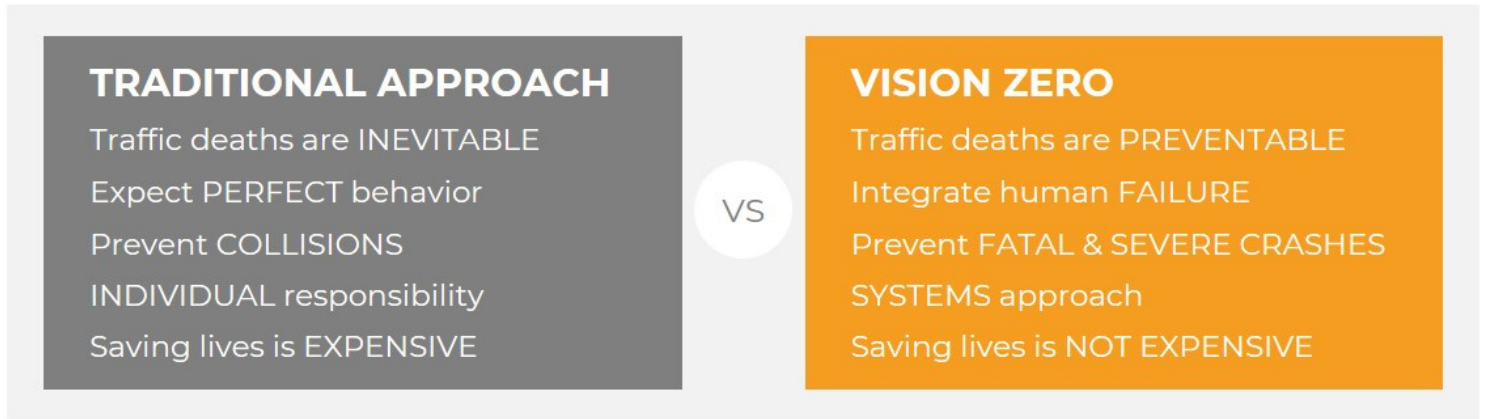 TRADITIONAL APPROACH
Traffic deaths are INEVITABLE
Expect PERFECT behavior
Prevent COLLISIONS
INDIVIDUAL responsibility
Saving lives is EXPENSIVE
VS
VISION ZERO
Traffic deaths are PREVENTABLE
Integrate human FAILURE
Prevent FATAL & SEVERE CRASHES
SYSTEMS approach
Saving lives is NOT EXPENSIVE